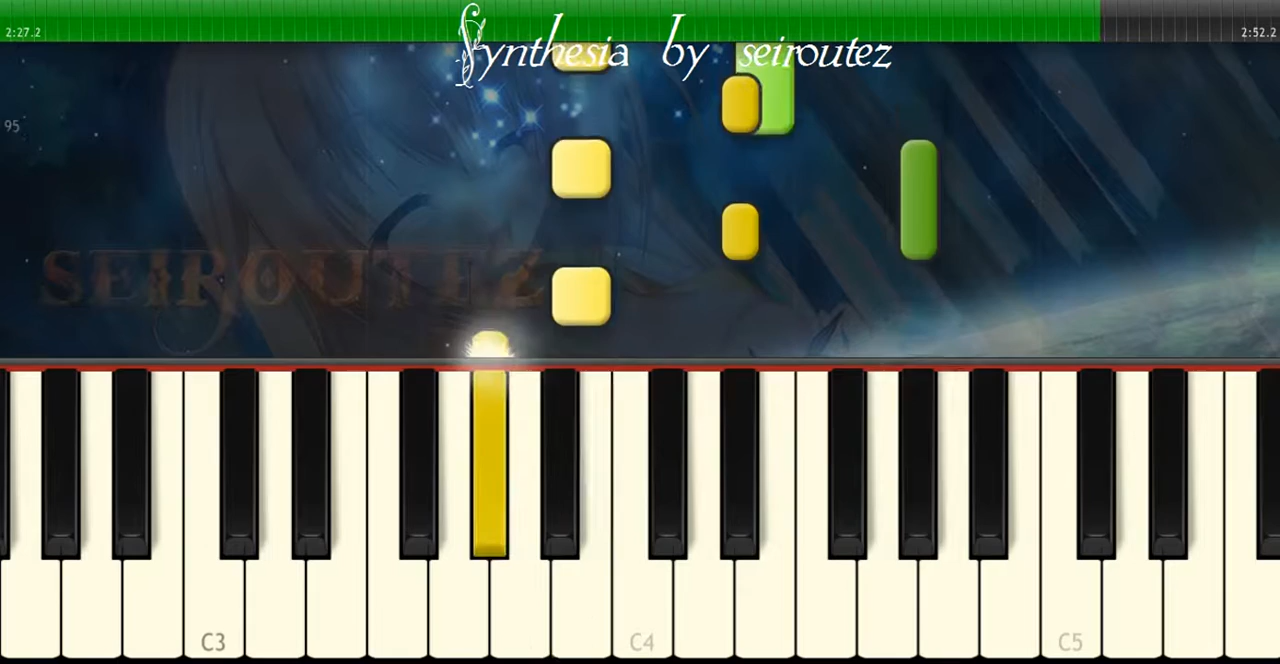 2:27.2
2:52.2
Synthesia by seiroutez
95
SEIROUTEZ
C3
C4
C5